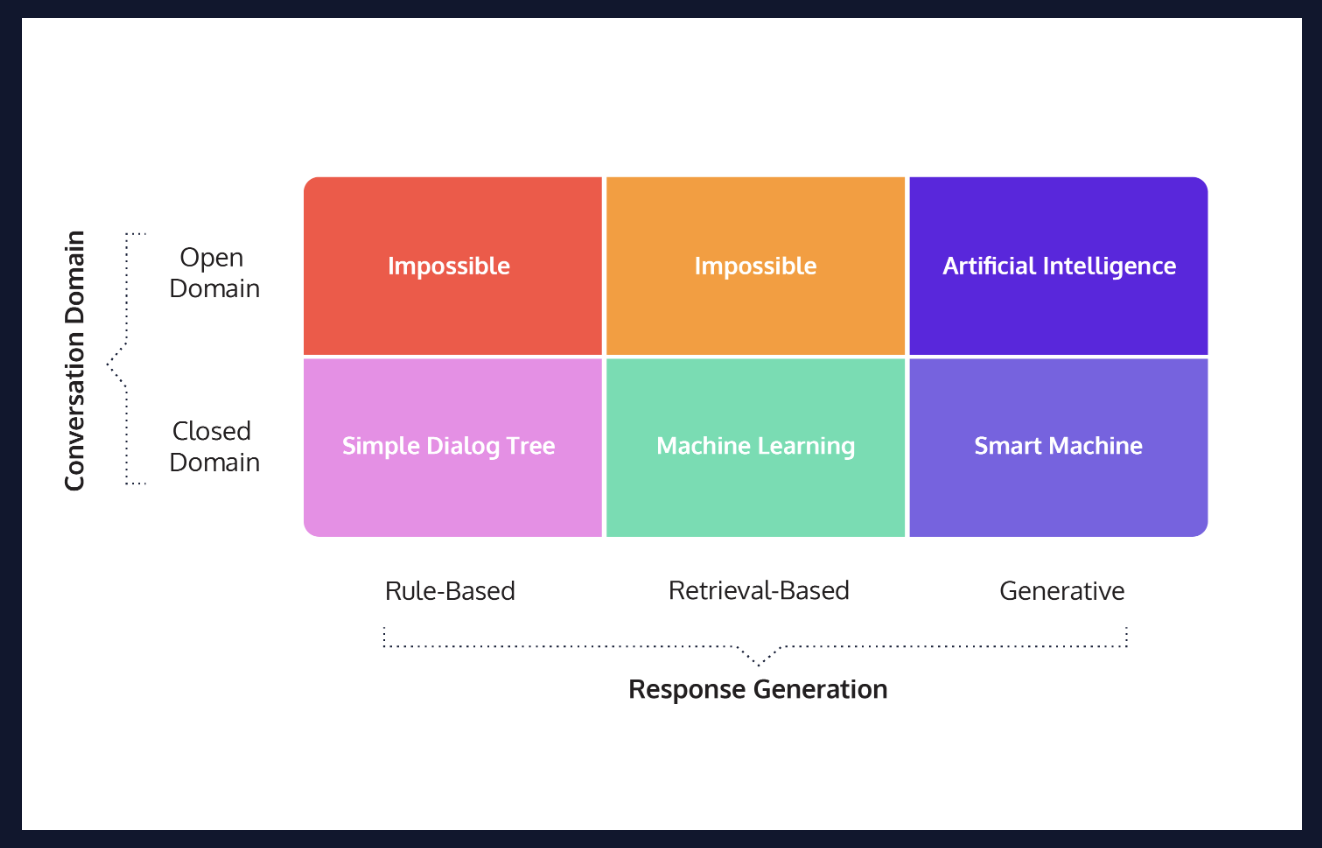 Conversation Domain
Open
Domain
Impossible
Impossible
Artificial Intelligence
Closed
Domain
Simple Dialog Tree
Machine Learning
Smart Machine
Rule-Based
Retrieval-Based
Generative
Response Generation